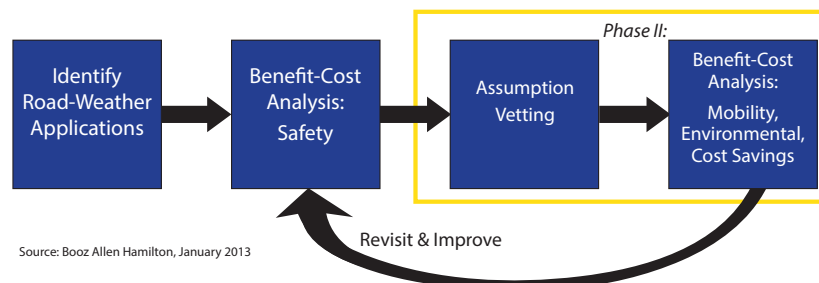 Phase II:
Identify
Road-Weather
Applications
Benefit-Cost
Analysis:
Safety
Assumption
Vetting
Benefit-Cost
Analysis:
Mobility,
Environmental,
Cost Savings
Revisit & Improve
Source: Booz Allen Hamilton, January 2013